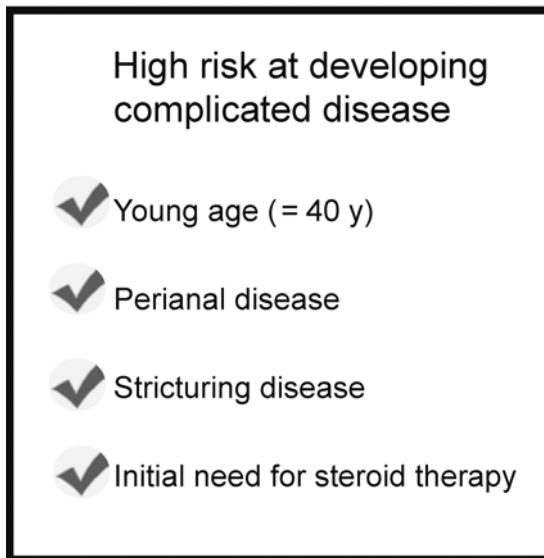 High risk at developing
complicated disease
Young age (= 40 y)
Perianal disease
Stricturing disease
Initial need for steroid therapy